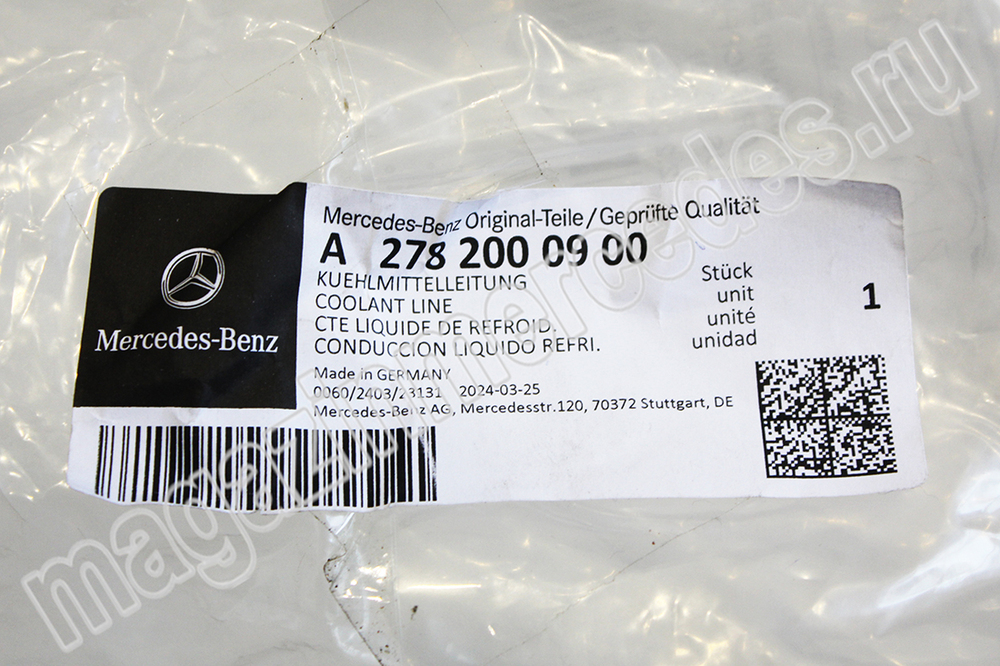 Mercedes-Benz
Mercedes-Benz Original-Teile/Geprüfte Qualität
A 278 200 09 00
KUEHLMITTELLEITUNG
COOLANT LINE
CTE LIQUIDE DE REFROID.
CONDUCCION LIQUIDO REFRI.
Stück
unit
unité
unidad
1
Made in GERMANY
0060/2403/23131 2024-03-25
Mercedes-Benz AG, Mercedesstr.120, 70372 Stuttgart, DE
magazinmercedes.ru